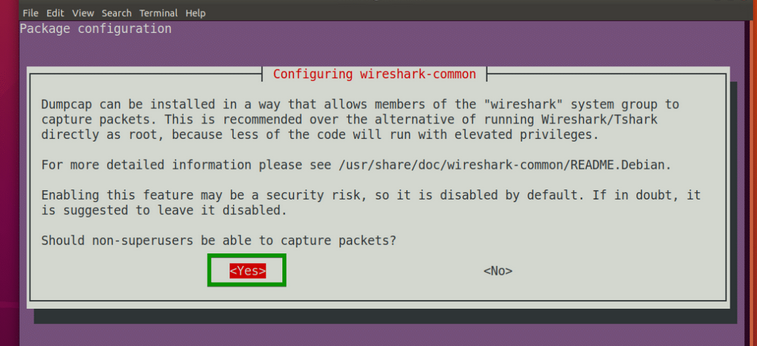 File Edit View Search Terminal Help
Package configuration
Configuring wireshark-common
Dumpcap can be installed in a way that allows members of the "wireshark" system group to
capture packets. This is recommended over the alternative of running Wireshark/Tshark
directly as root, because less of the code will run with elevated privileges.
For more detailed information please see /usr/share/doc/wireshark-common/README.Debian.
Enabling this feature may be a security risk, so it is disabled by default. If in doubt, it
is suggested to leave it disabled.
Should non-superusers be able to capture packets?
<Yes> <No>